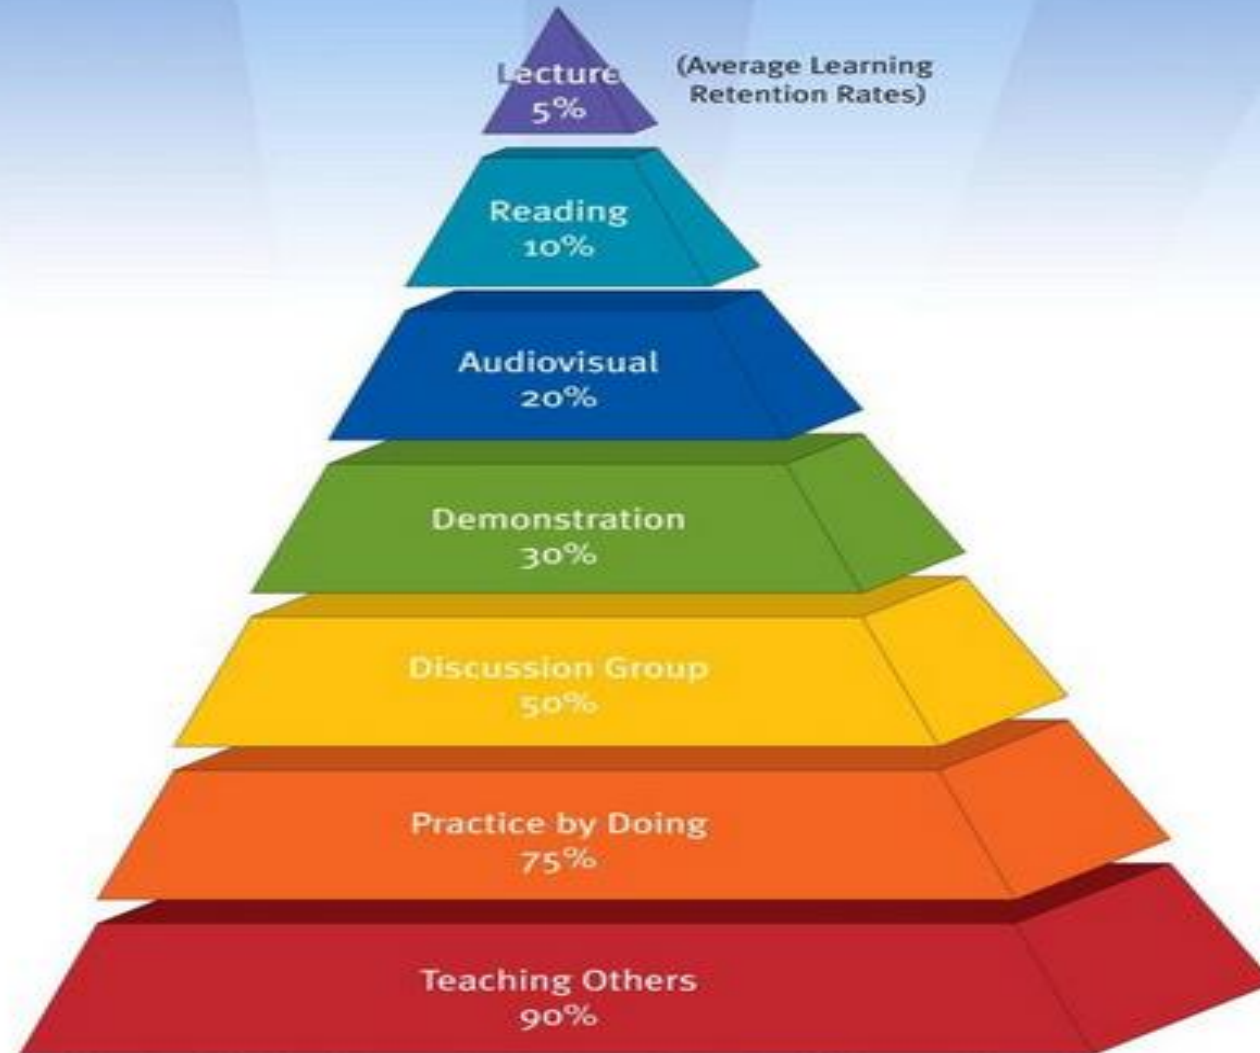 Lecture
5%
(Average Learning
Retention Rates)
Reading
10%
Audiovisual
20%
Demonstration
30%
Discussion Group
50%
Practice by Doing
75%
Teaching Others
90%